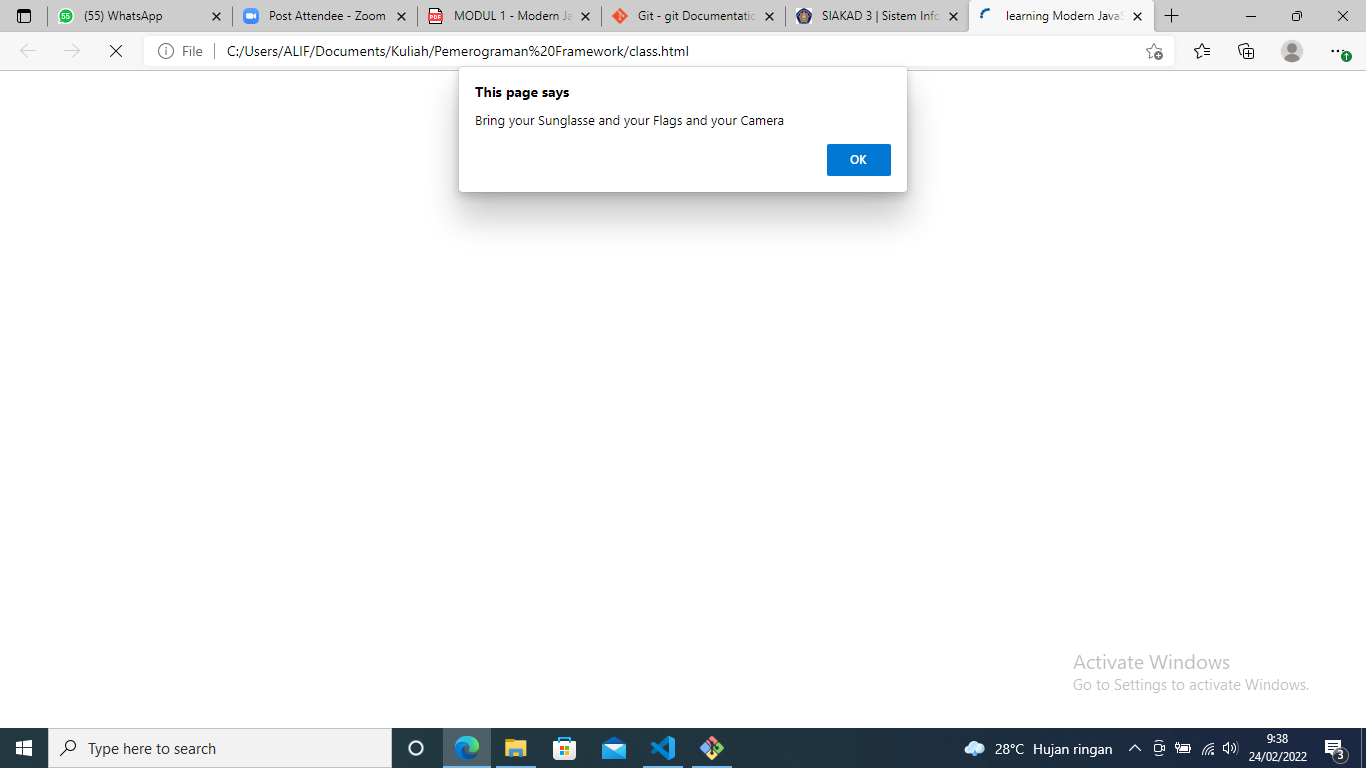 (55) WhatsApp
Post Attendee - Zoom
MODUL 1 - Modern Ja
Git - git Documentatio
SIAKAD 3 | Sistem Info
learning Modern JavaS
File
C:/Users/ALIF/Documents/Kuliah/Pemerograman%20Framework/class.html
This page says
Bring your Sunglasse and your Flags and your Camera
OK
Activate Windows
Go to Settings to activate Windows.
Type here to search
28°C Hujan ringan
9:38
24/02/2022
3